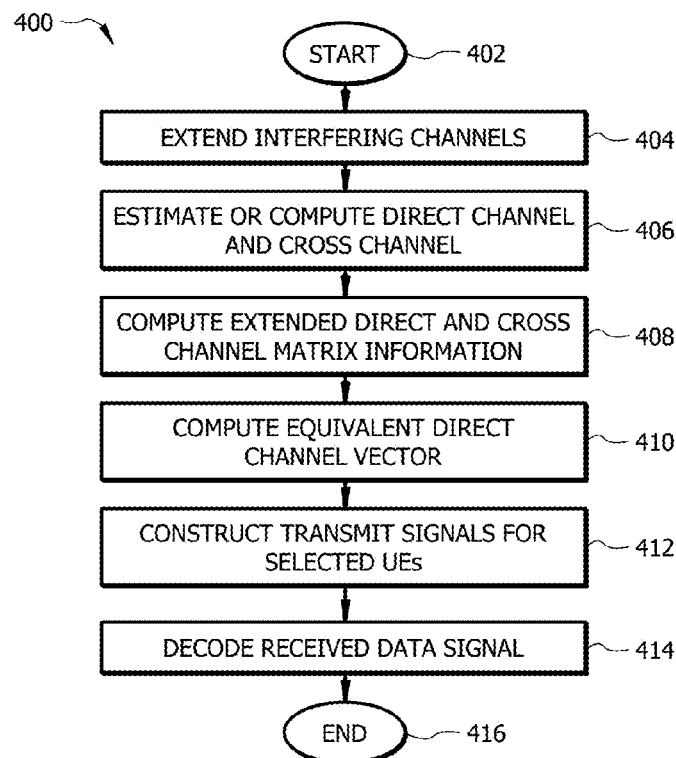 400
START
402
EXTEND INTERFERING CHANNELS
404
ESTIMATE OR COMPUTE DIRECT CHANNEL
AND CROSS CHANNEL
406
COMPUTE EXTENDED DIRECT AND CROSS
CHANNEL MATRIX INFORMATION
408
COMPUTE EQUIVALENT DIRECT
CHANNEL VECTOR
410
CONSTRUCT TRANSMIT SIGNALS FOR
SELECTED UEs
412
DECODE RECEIVED DATA SIGNAL
414
END
416